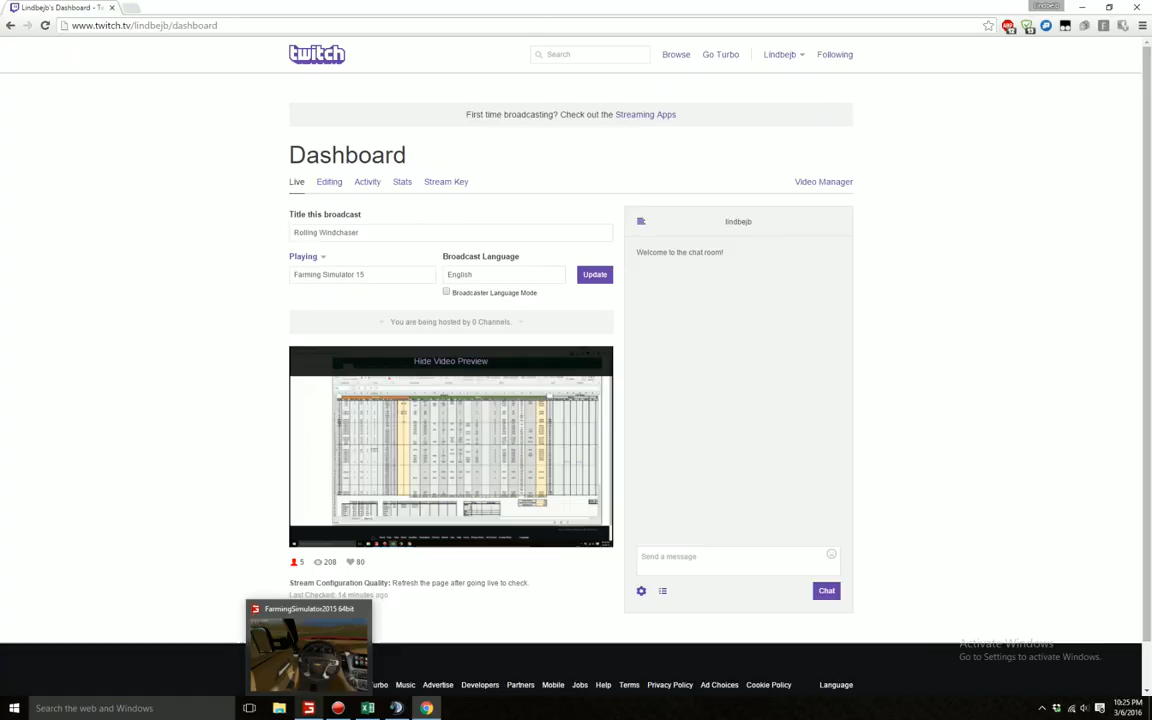 Lindbejb's Dashboard - Tw
lindbejb
www.twitch.tv/lindbejb/dashboard
twitch
Search
Browse
Go Turbo
Lindbejb
Following
First time broadcasting? Check out the Streaming Apps
Dashboard
Live
Editing
Activity
Stats
Stream Key
Video Manager
Title this broadcast
Rolling Windchaser
Playing
Broadcast Language
Farming Simulator 15
English
Update
Broadcaster Language Mode
You are being hosted by 0 Channels.
Hide Video Preview
5
208
80
Stream Configuration Quality: Refresh the page after going live to check.
Last Checked: 14 minutes ago
lindbejb
Welcome to the chat room!
Send a message
Chat
FarmingSimulator2015 64bit
Activate Windows
Go to Settings to activate Windows.
Turbo
Music
Advertise
Developers
Partners
Mobile
Jobs
Help
Terms
Privacy Policy
Ad Choices
Cookie Policy
Language
Search the web and Windows
10:25 PM
3/6/2016